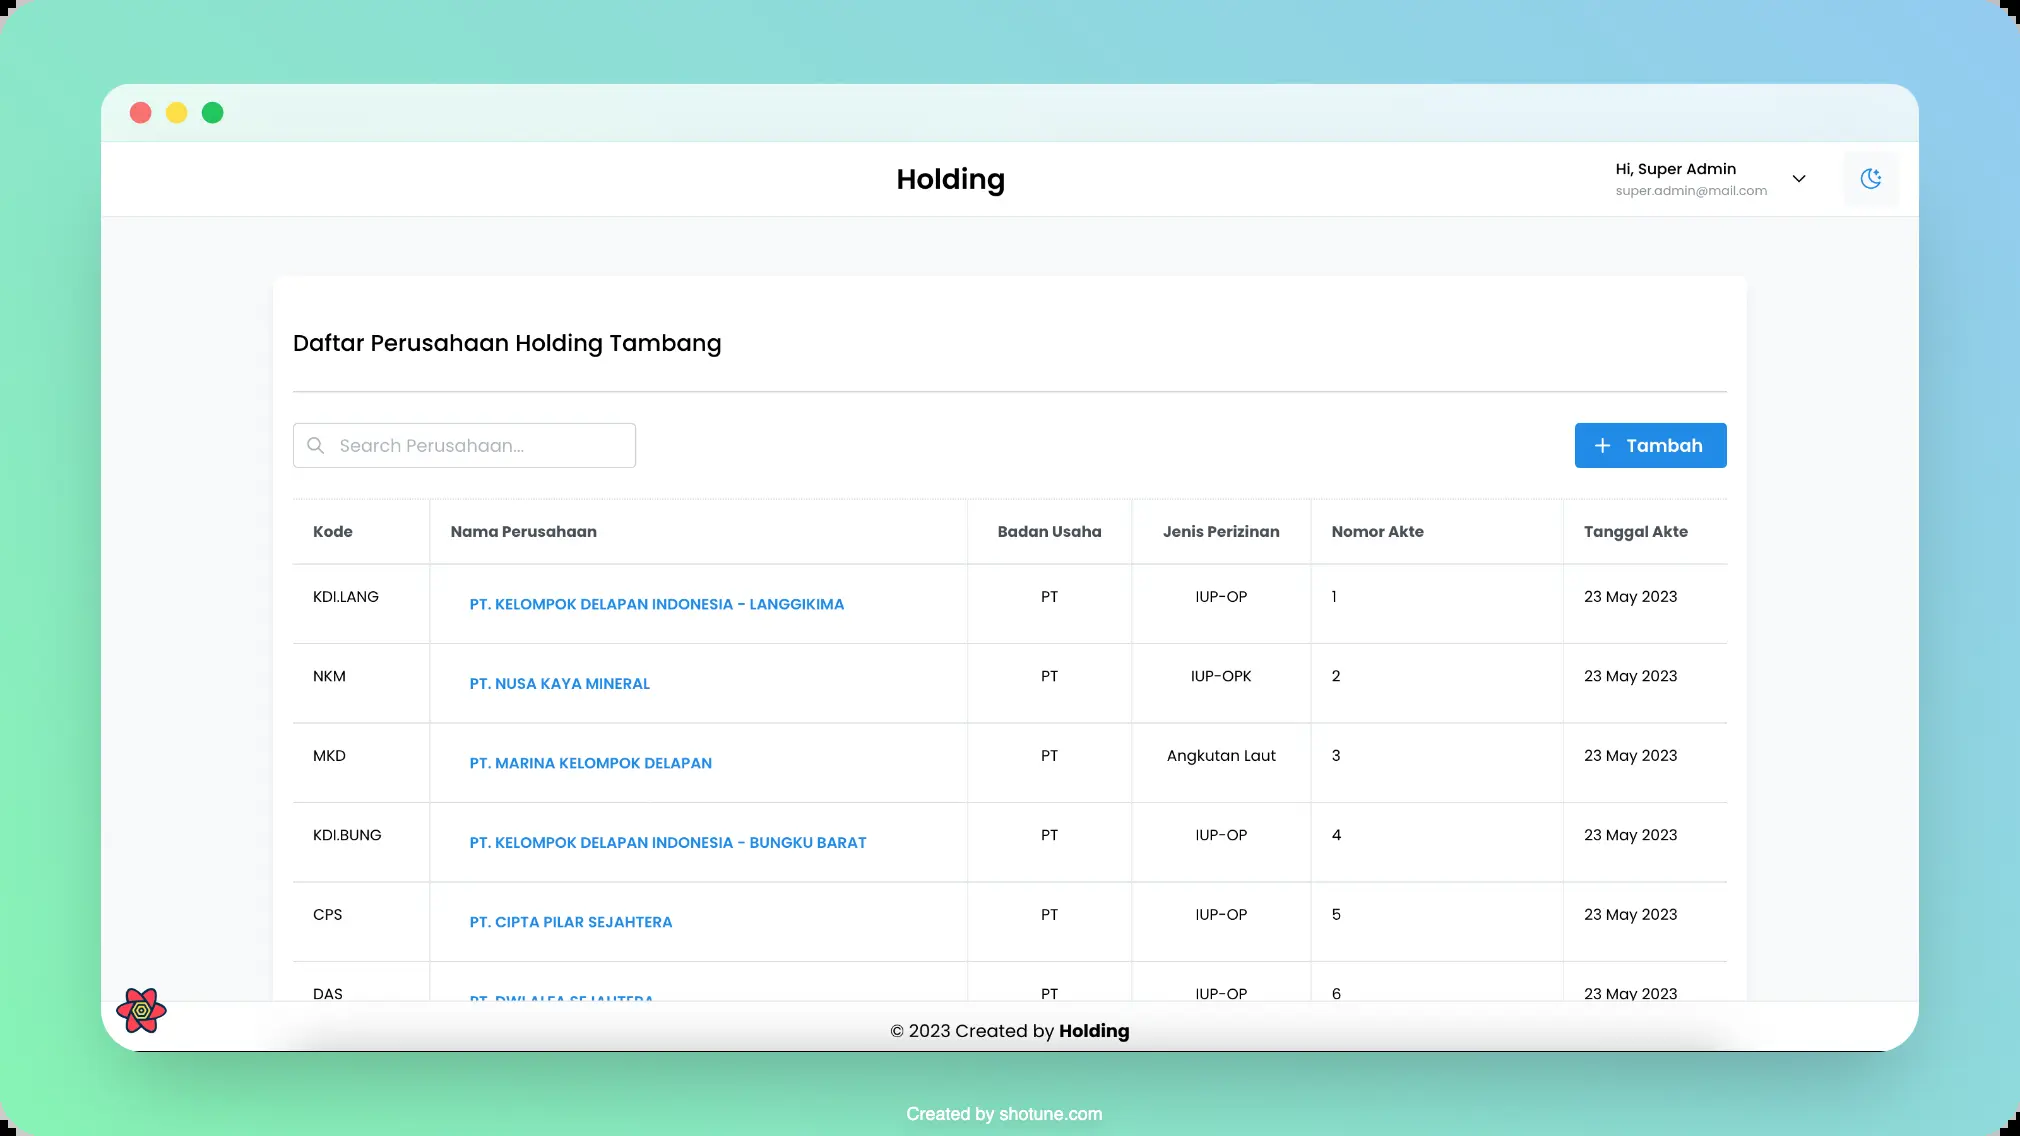 Holding
Hi, Super Admin
super.admin@mail.com
Daftar Perusahaan Holding Tambang
Search Perusahaan...
Tambah
Kode Nama Perusahaan Badan Usaha Jenis Perizinan Nomor Akte Tanggal Akte
KDI.LANG PT. KELOMPOK DELAPAN INDONESIA - LANGGIKIMA PT IUP-OP 1 23 May 2023
NKM PT. NUSA KAYA MINERAL PT IUP-OPK 2 23 May 2023
MKD PT. MARINA KELOMPOK DELAPAN PT Angkutan Laut 3 23 May 2023
KDI.BUNG PT. KELOMPOK DELAPAN INDONESIA - BUNGKU BARAT PT IUP-OP 4 23 May 2023
CPS PT. CIPTA PILAR SEJAHTERA PT IUP-OP 5 23 May 2023
DAS PT. DWI ALFA SEJAHTERA PT IUP-OP 6 23 May 2023
© 2023 Created by Holding
Created by shotune.com